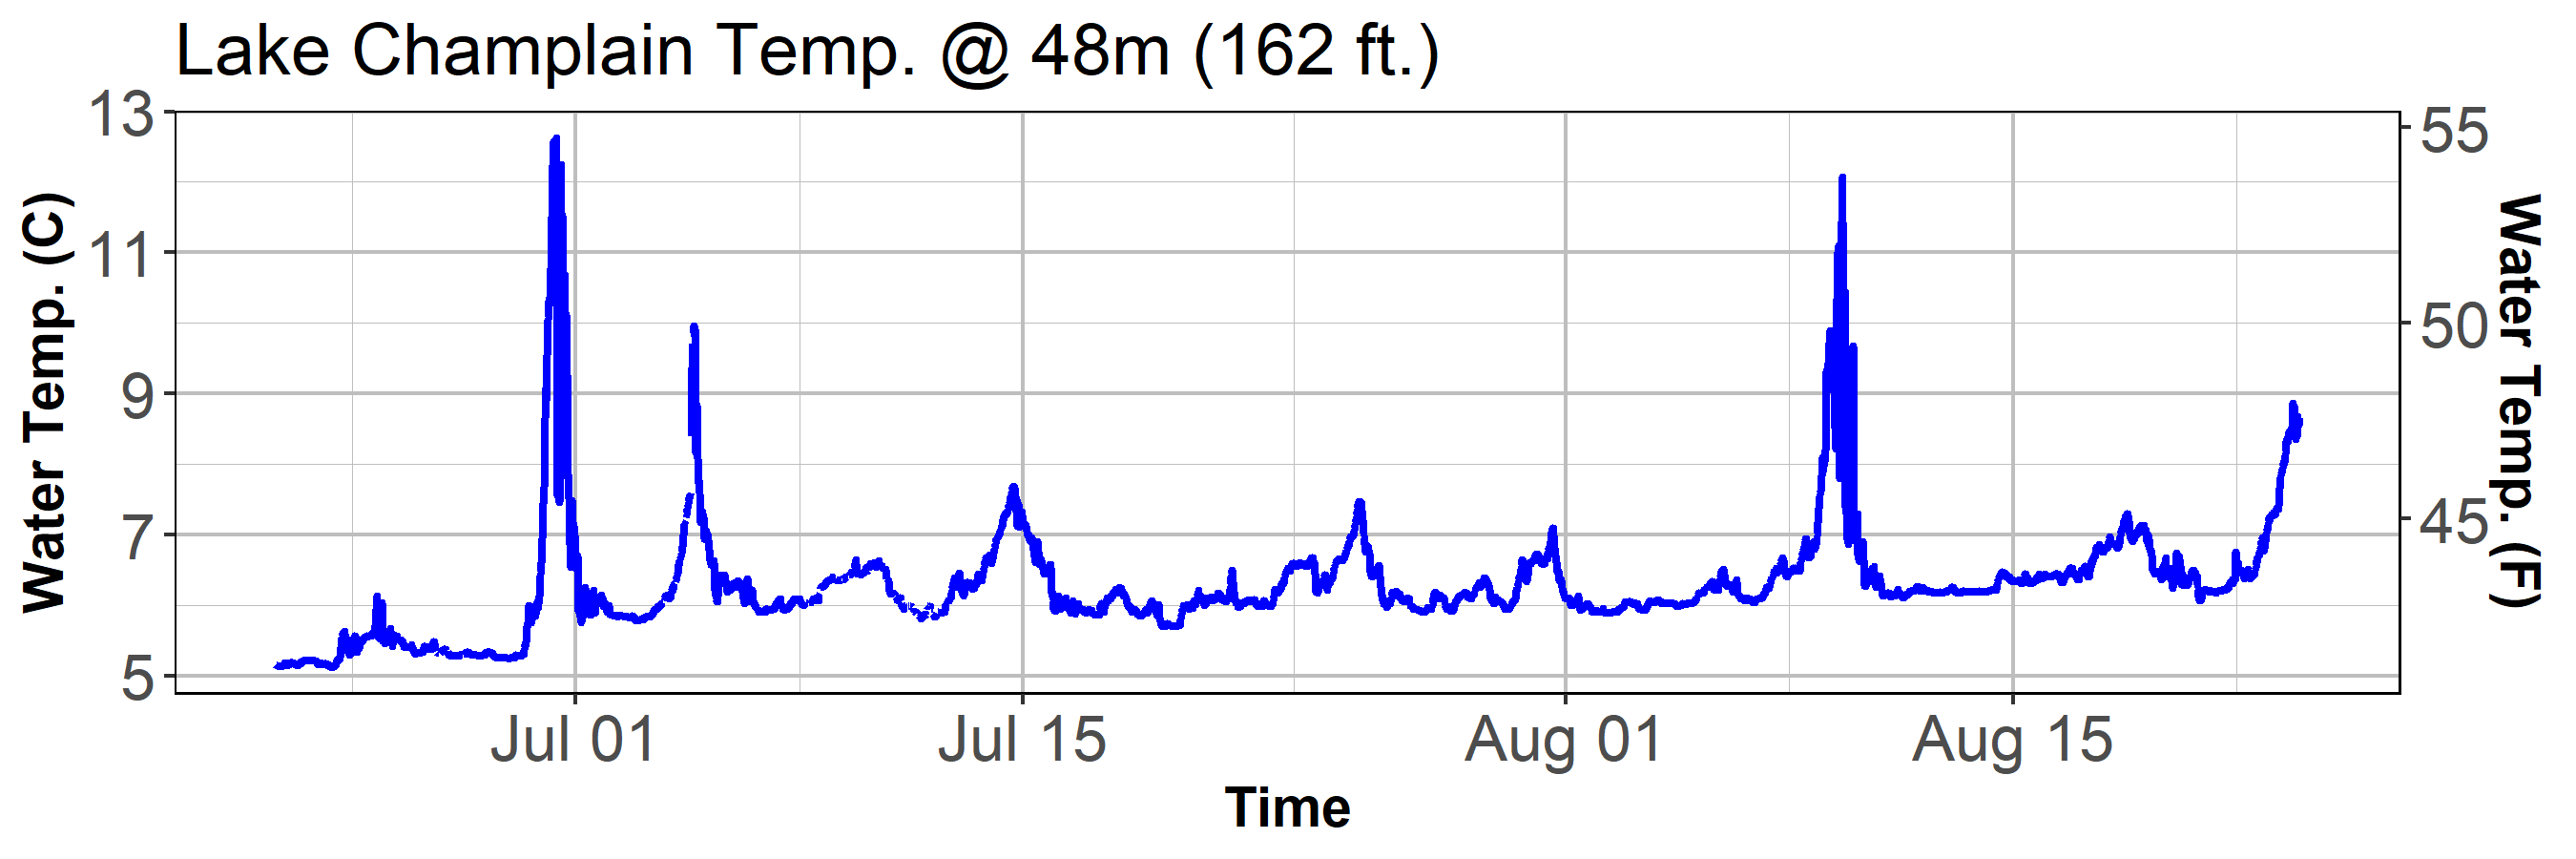 Lake Champlain Temp. @ 48m (162 ft.)
Water Temp. (C)
13
11
9
7
5
55
50
45
Water Temp. (F)
Jul 01 Jul 15 Aug 01 Aug 15
Time